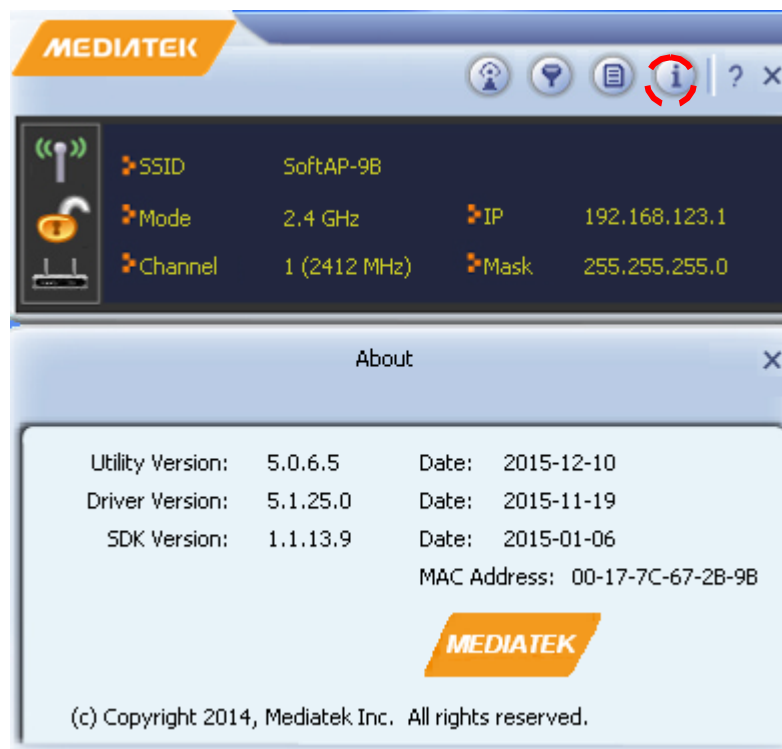 MEDIATEK
i ? ×
SSID SoftAP-9B
Mode 2.4 GHz IP 192.168.123.1
Channel 1 (2412 MHz) Mask 255.255.255.0
About ×
Utility Version: 5.0.6.5 Date: 2015-12-10
Driver Version: 5.1.25.0 Date: 2015-11-19
SDK Version: 1.1.13.9 Date: 2015-01-06
MAC Address: 00-17-7C-67-2B-9B
MEDIATEK
(c) Copyright 2014, Mediatek Inc. All rights reserved.